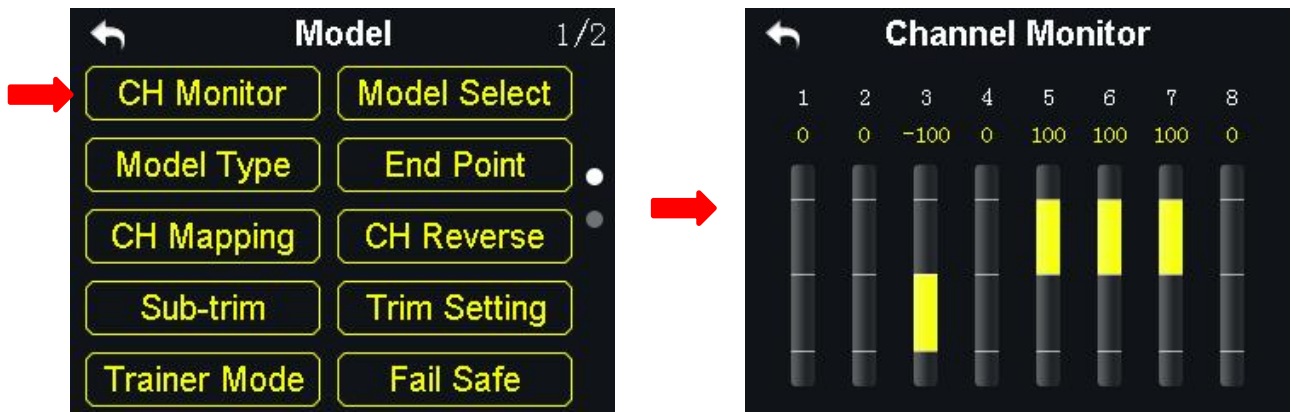 Model 1/2
CH Monitor Model Select
Model Type End Point
CH Mapping CH Reverse
Sub-trim Trim Setting
Trainer Mode Fail Safe
Channel Monitor
1 2 3 4 5 6 7 8
0 0 -100 0 100 100 100 0